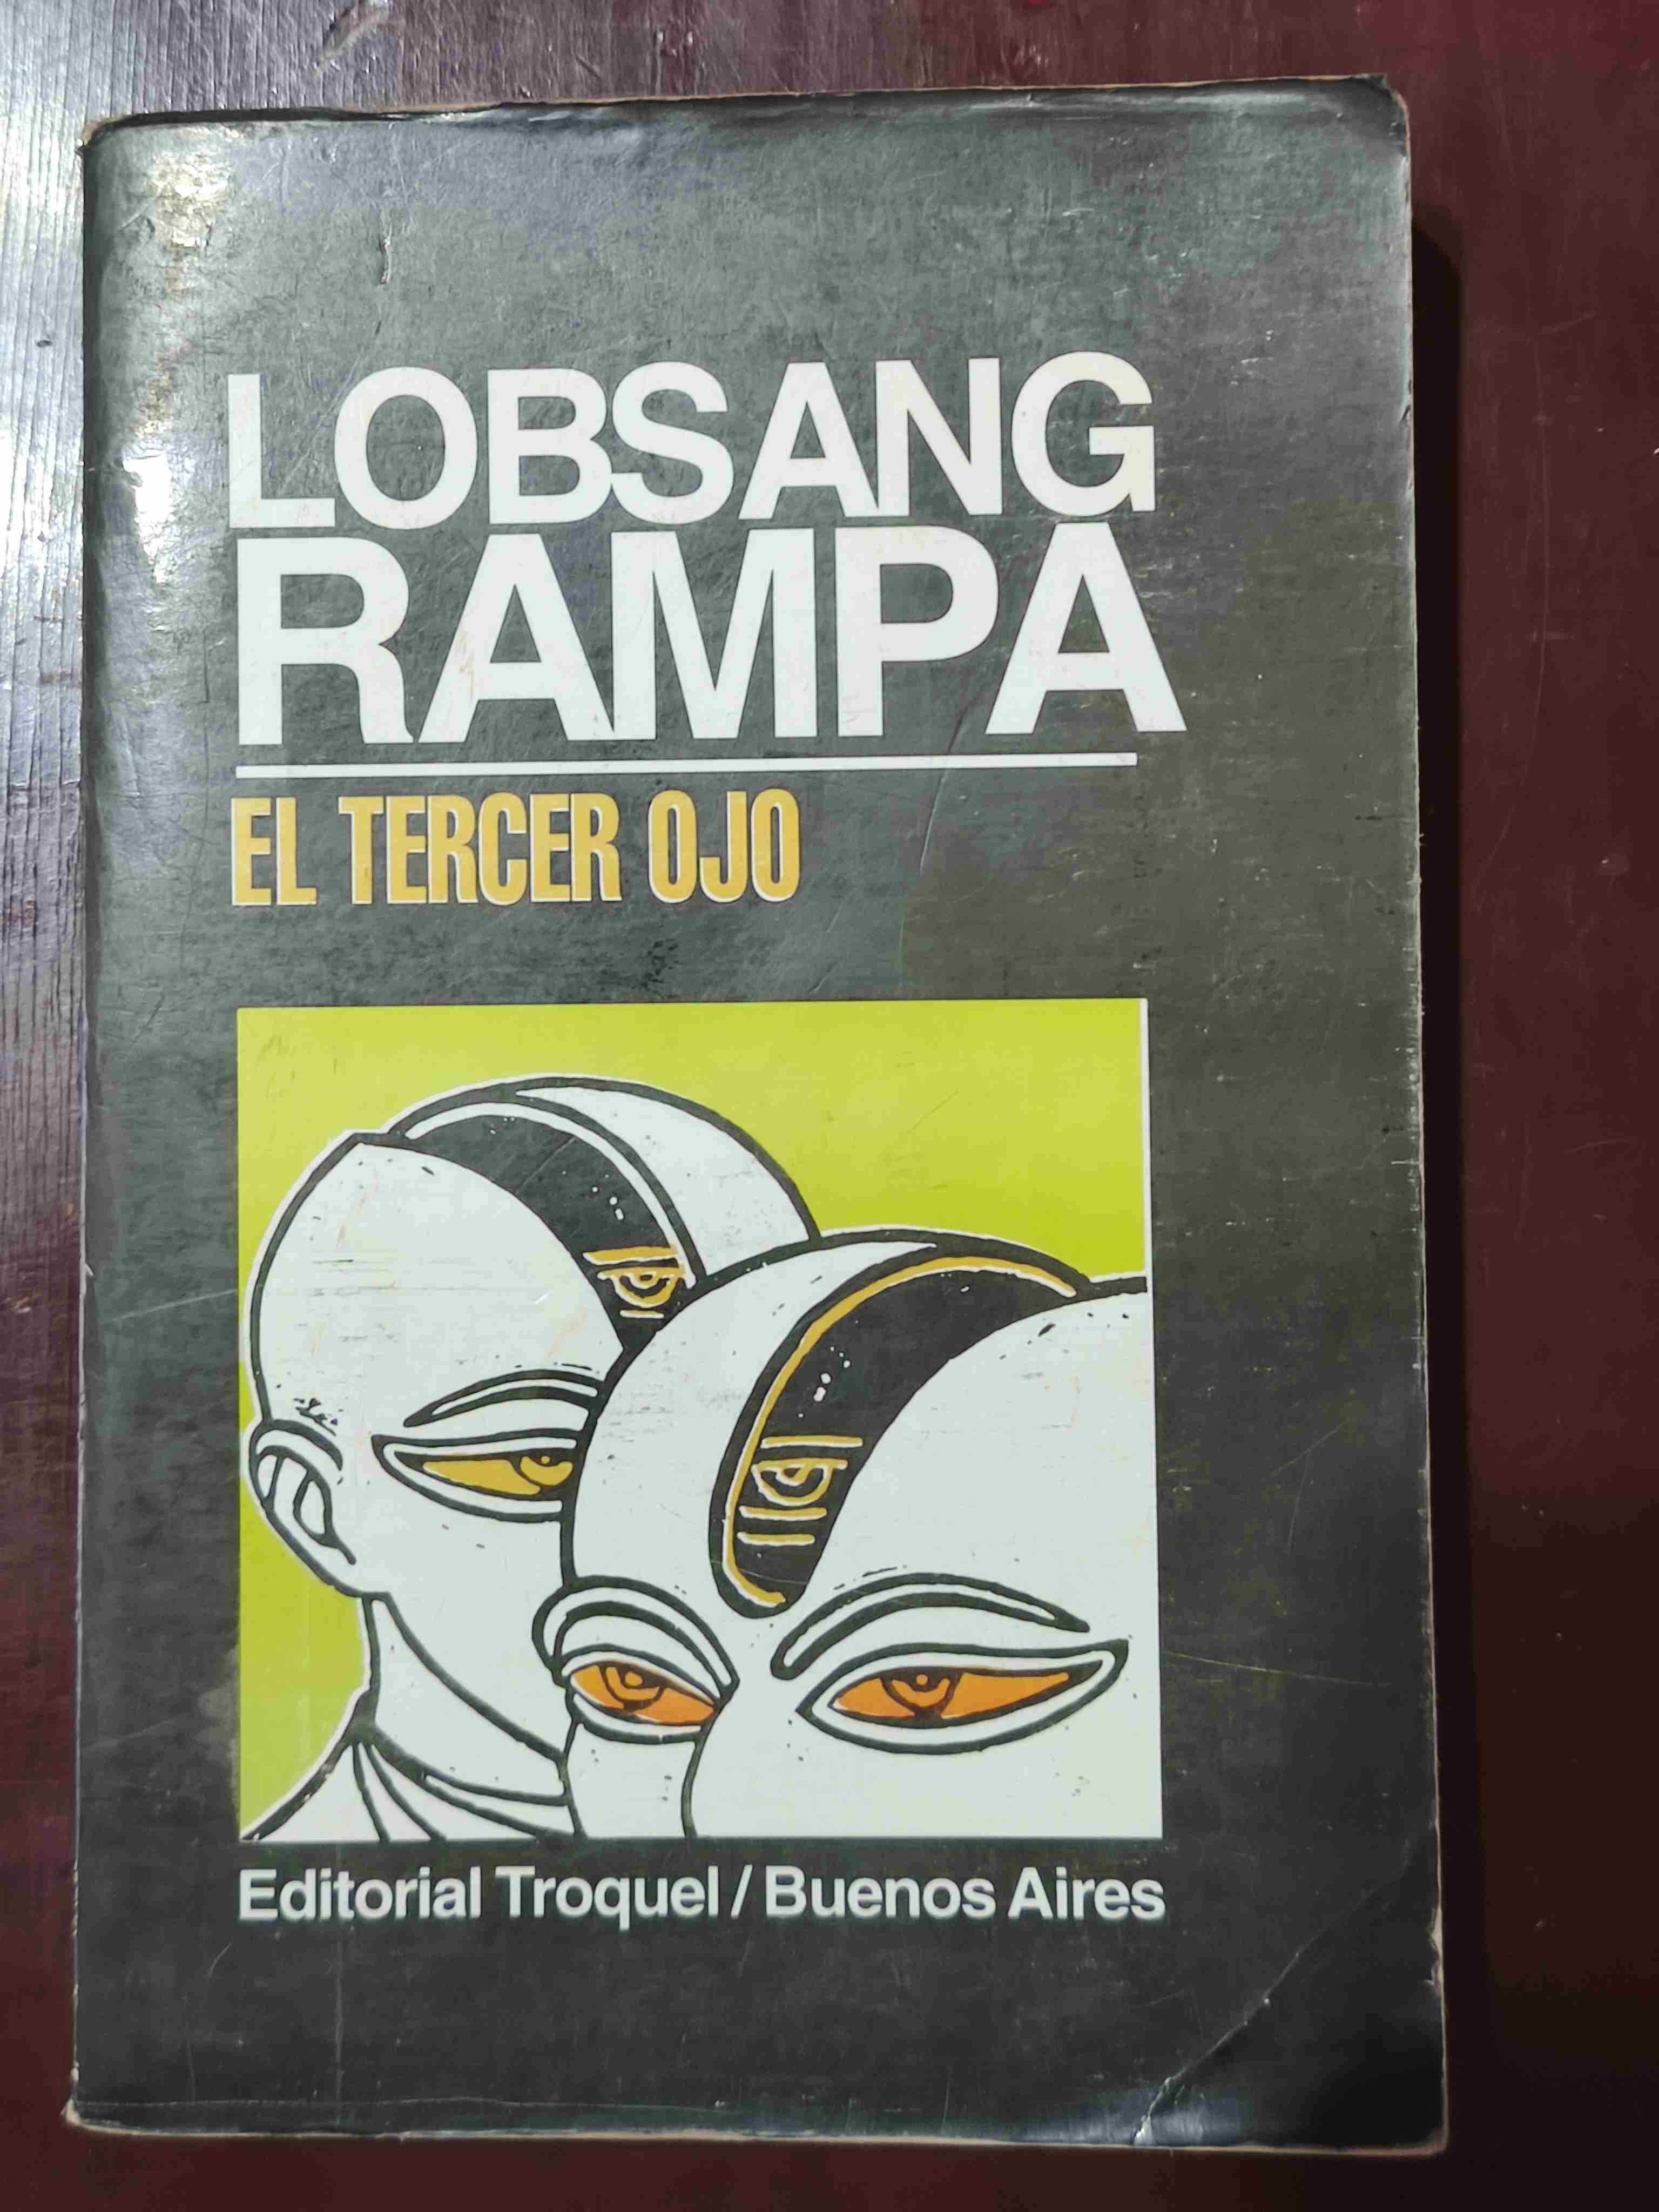 LOBSANG
RAMPA
EL TERCER OJO
Editorial Troquel / Buenos Aires